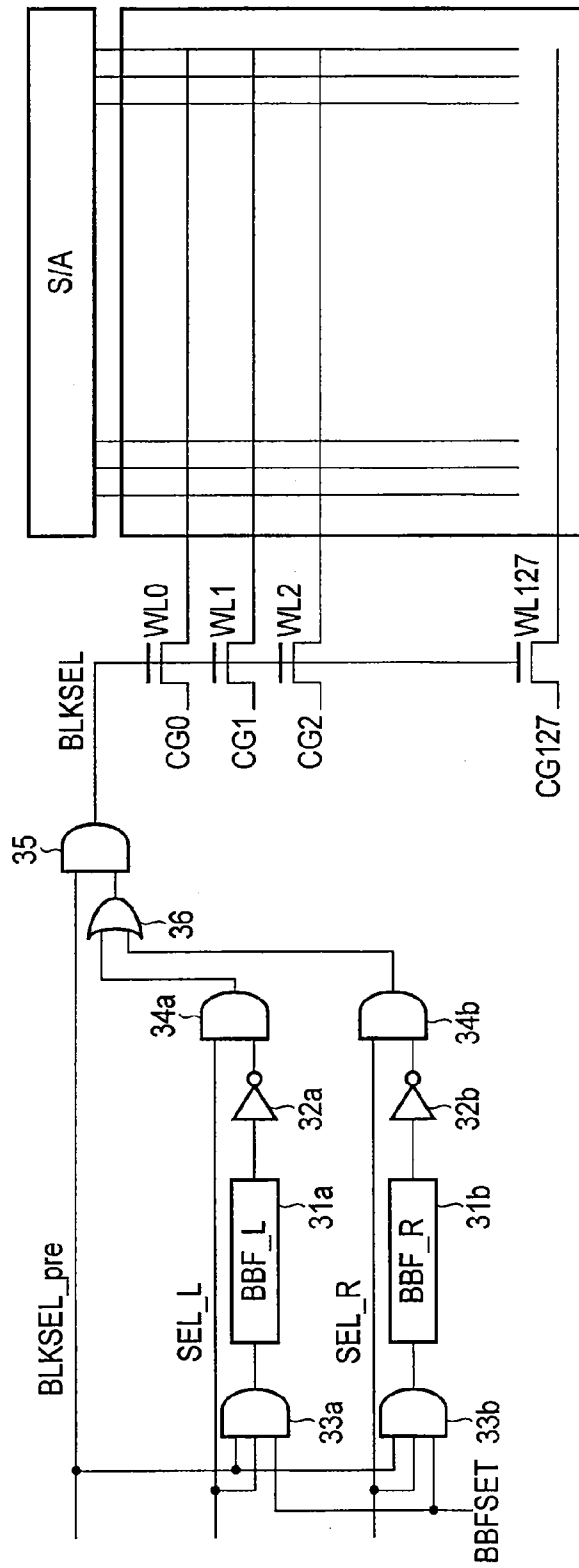 S/A
BLKSEL
WL0
CG0
WL1
CG1
WL2
CG2
WL127
CG127
35
36
34a
34b
32a
32b
31a
31b
BBF_L
BBF_R
BLKSEL_pre
SEL_L
SEL_R
33a
33b
BBFSET